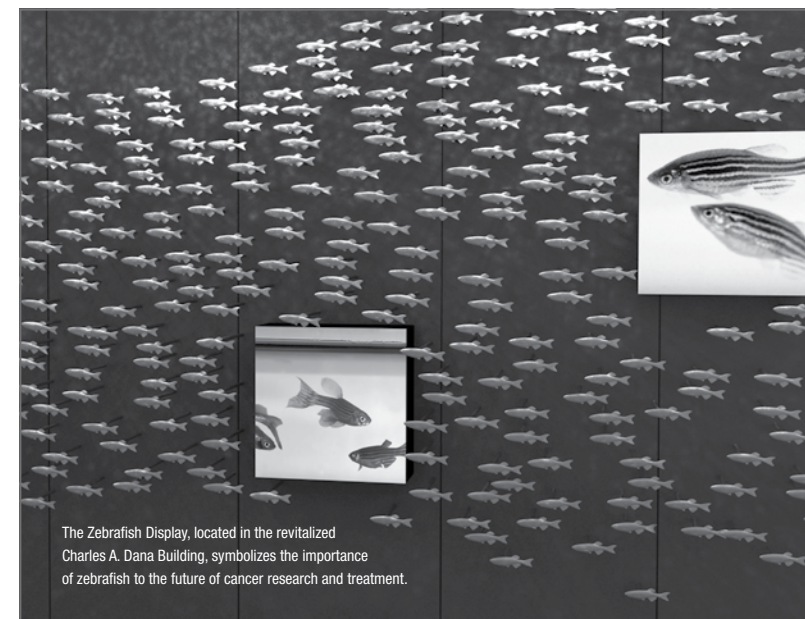 The Zebrafish Display, located in the revitalized
Charles A. Dana Building, symbolizes the importance
of zebrafish to the future of cancer research and treatment.